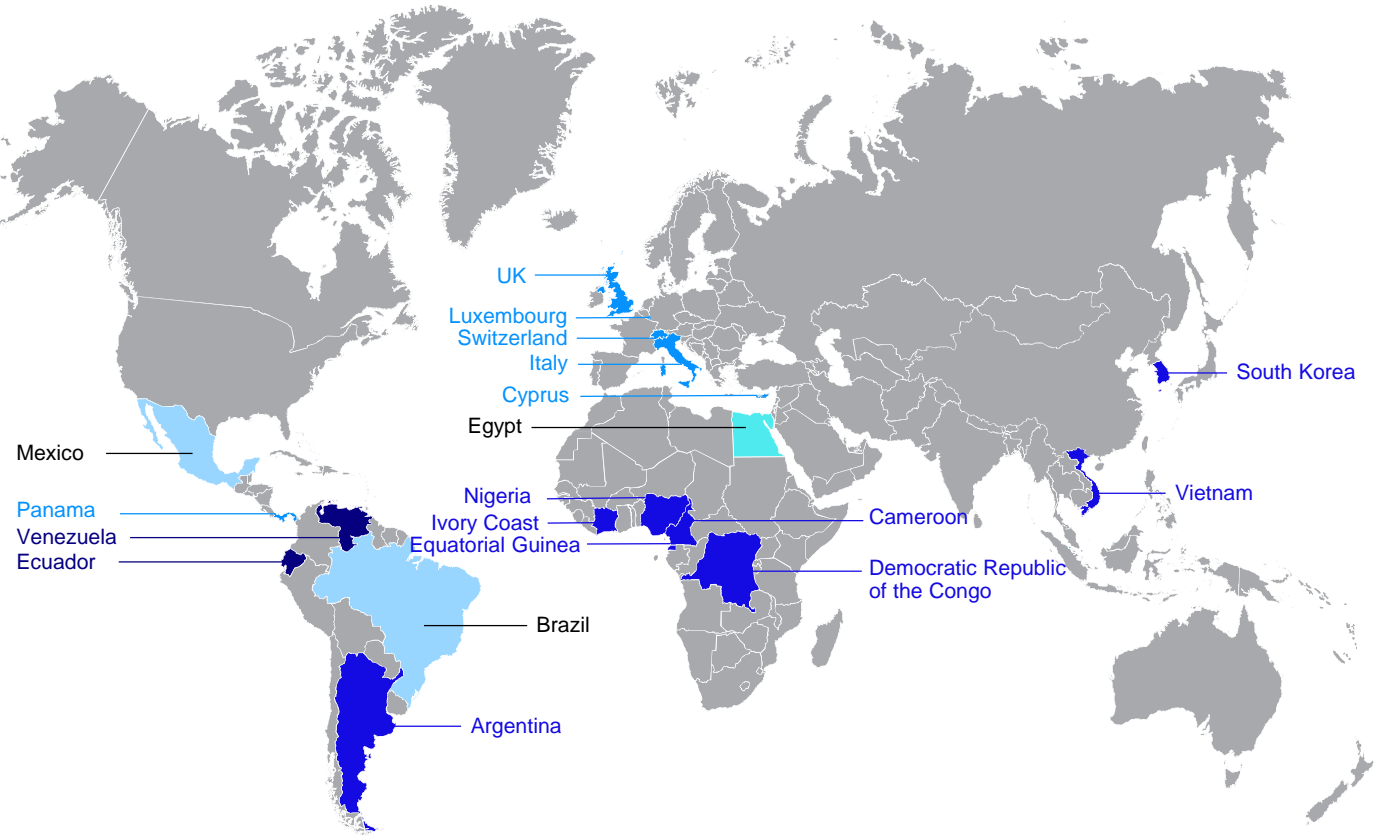 UK
Luxembourg
Switzerland
Italy
Cyprus
Egypt
South Korea
Mexico
Nigeria
Vietnam
Panama
Ivory Coast
Cameroon
Venezuela
Equatorial Guinea
Ecuador
Democratic Republic
of the Congo
Brazil
Argentina